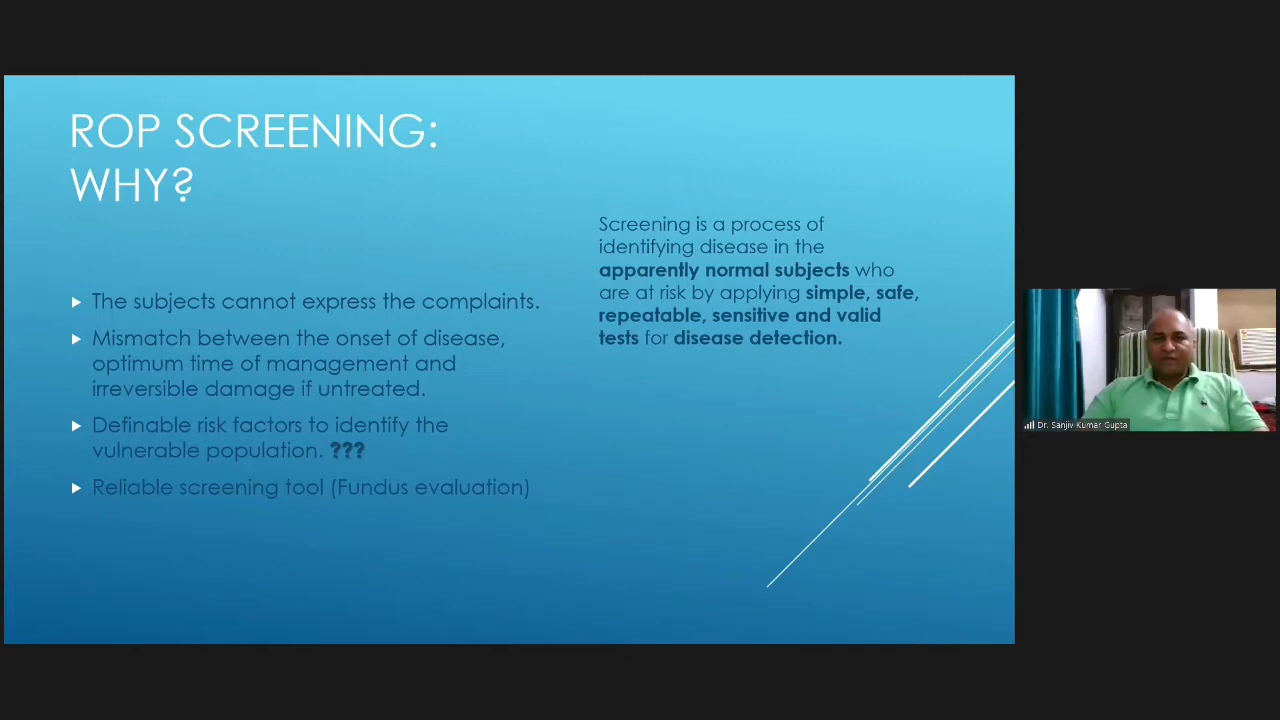 ROP SCREENING:
WHY?
The subjects cannot express the complaints.
Mismatch between the onset of disease,
optimum time of management and
irreversible damage if untreated.
Definable risk factors to identify the
vulnerable population. ???
Reliable screening tool (Fundus evaluation)
Screening is a process of
identifying disease in the
apparently normal subjects who
are at risk by applying simple, safe,
repeatable, sensitive and valid
tests for disease detection.
Dr. Sanjiv Kumar Gupta